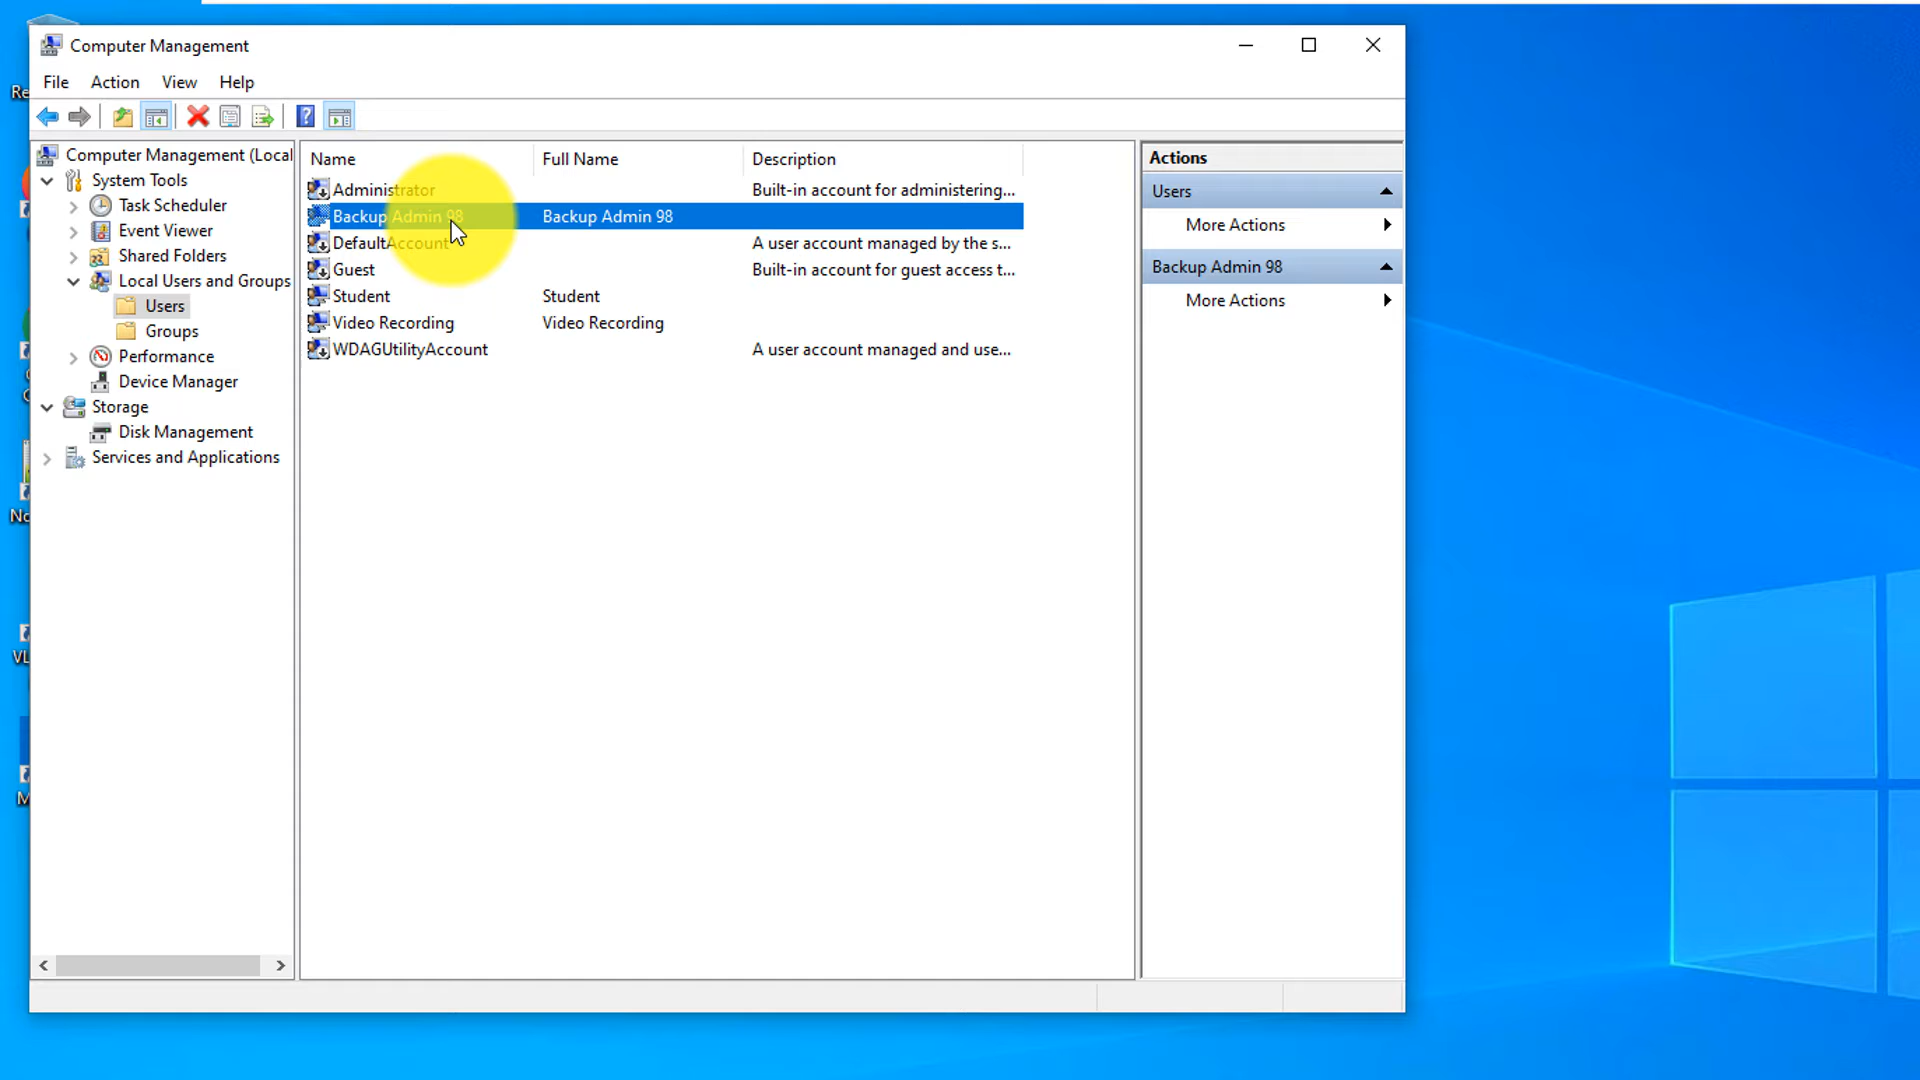 Computer Management
File Action View Help
Computer Management (Local
System Tools
Task Scheduler
Event Viewer
Shared Folders
Local Users and Groups
Users
Groups
Performance
Device Manager
Storage
Disk Management
Services and Applications
Name Full Name Description
Administrator Built-in account for administering...
Backup Admin 98 Backup Admin 98
DefaultAccount A user account managed by the s...
Guest Built-in account for guest access t...
Student Student
Video Recording Video Recording
WDAGUtilityAccount A user account managed and use...
Actions
Users
More Actions
Backup Admin 98
More Actions
Re
No
VL
M